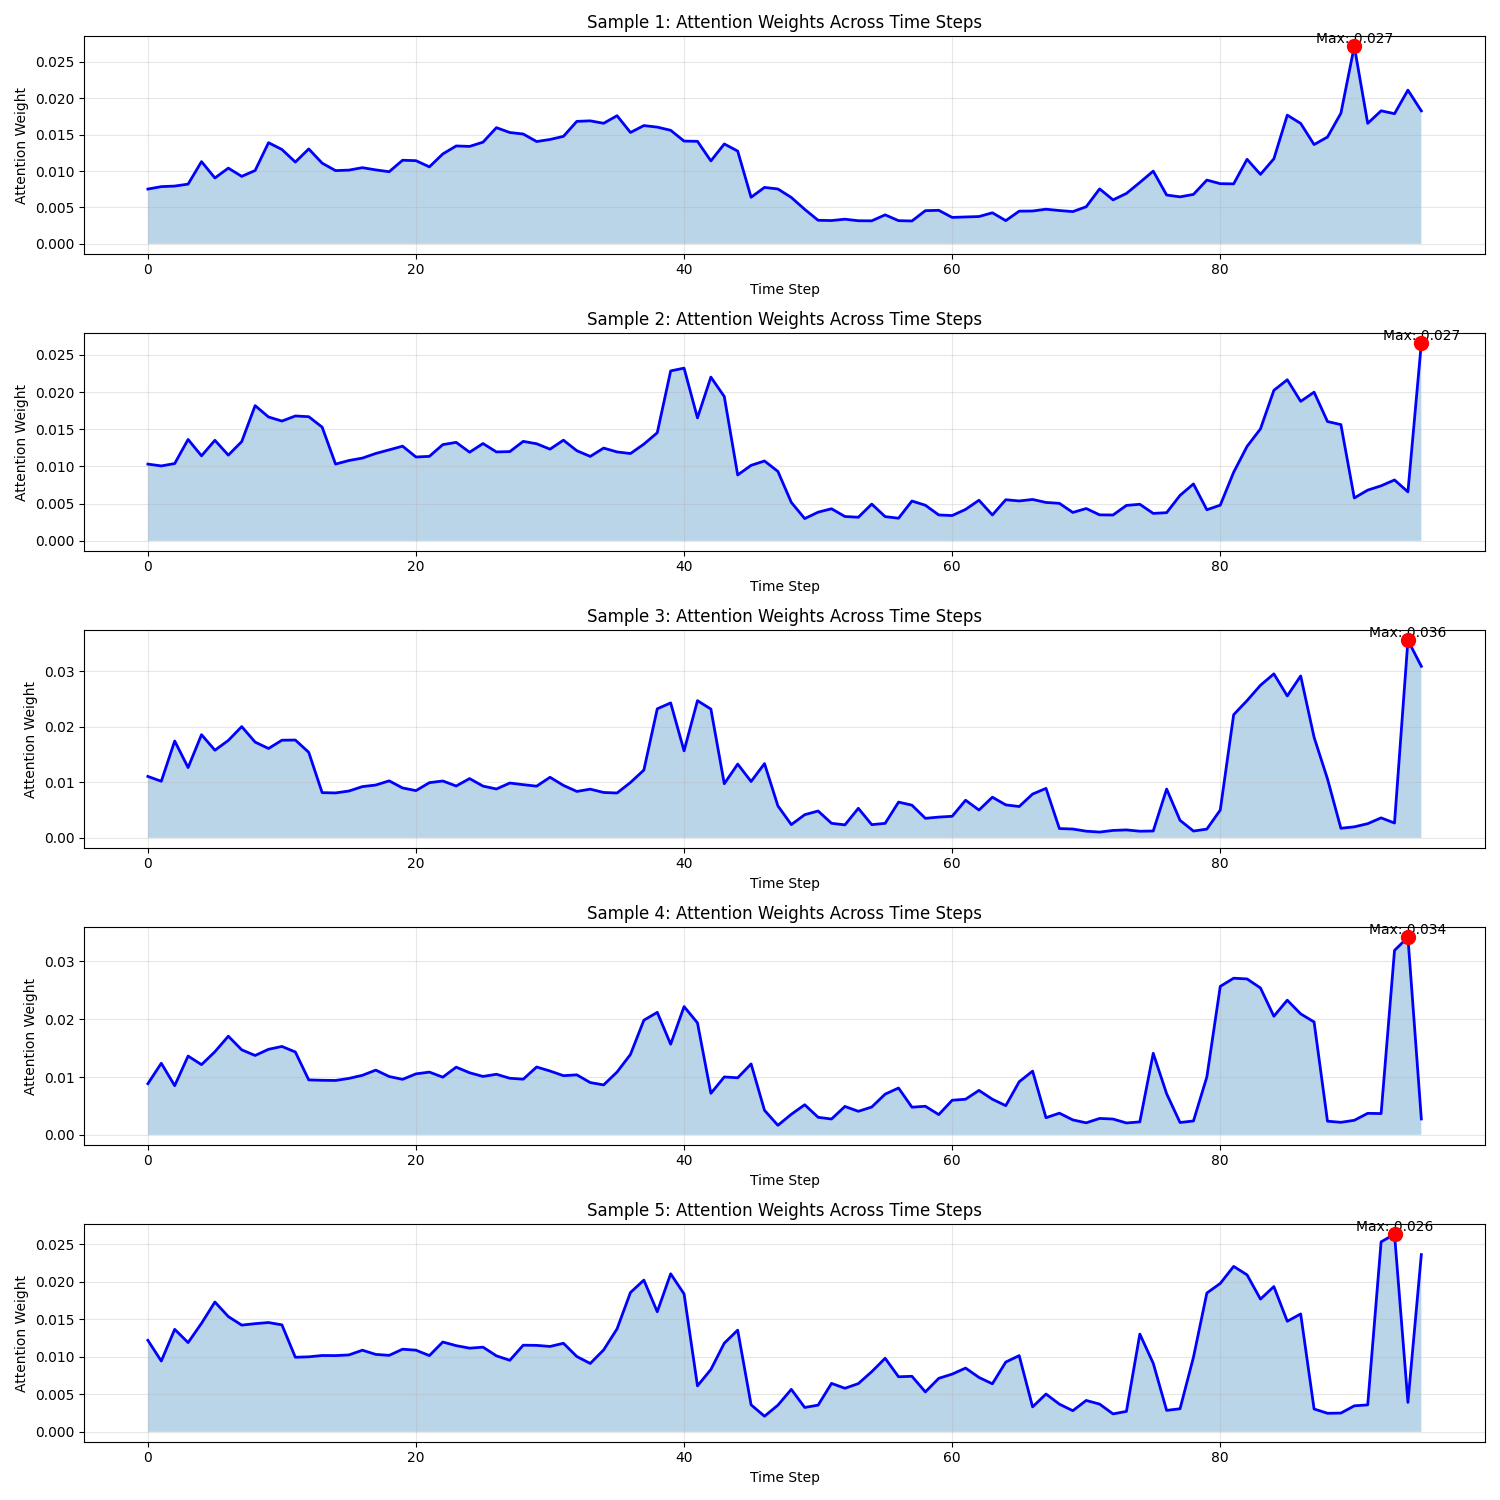 Sample 1: Attention Weights Across Time Steps
Max: 0.027
Attention Weight
0.025
0.020
0.015
0.010
0.005
0.000
0 20 40 60 80
Time Step
Sample 2: Attention Weights Across Time Steps
Max: 0.027
Attention Weight
0.025
0.020
0.015
0.010
0.005
0.000
0 20 40 60 80
Time Step
Sample 3: Attention Weights Across Time Steps
Max: 0.036
Attention Weight
0.03
0.02
0.01
0.00
0 20 40 60 80
Time Step
Sample 4: Attention Weights Across Time Steps
Max: 0.034
Attention Weight
0.03
0.02
0.01
0.00
0 20 40 60 80
Time Step
Sample 5: Attention Weights Across Time Steps
Max: 0.026
Attention Weight
0.025
0.020
0.015
0.010
0.005
0.000
0 20 40 60 80
Time Step